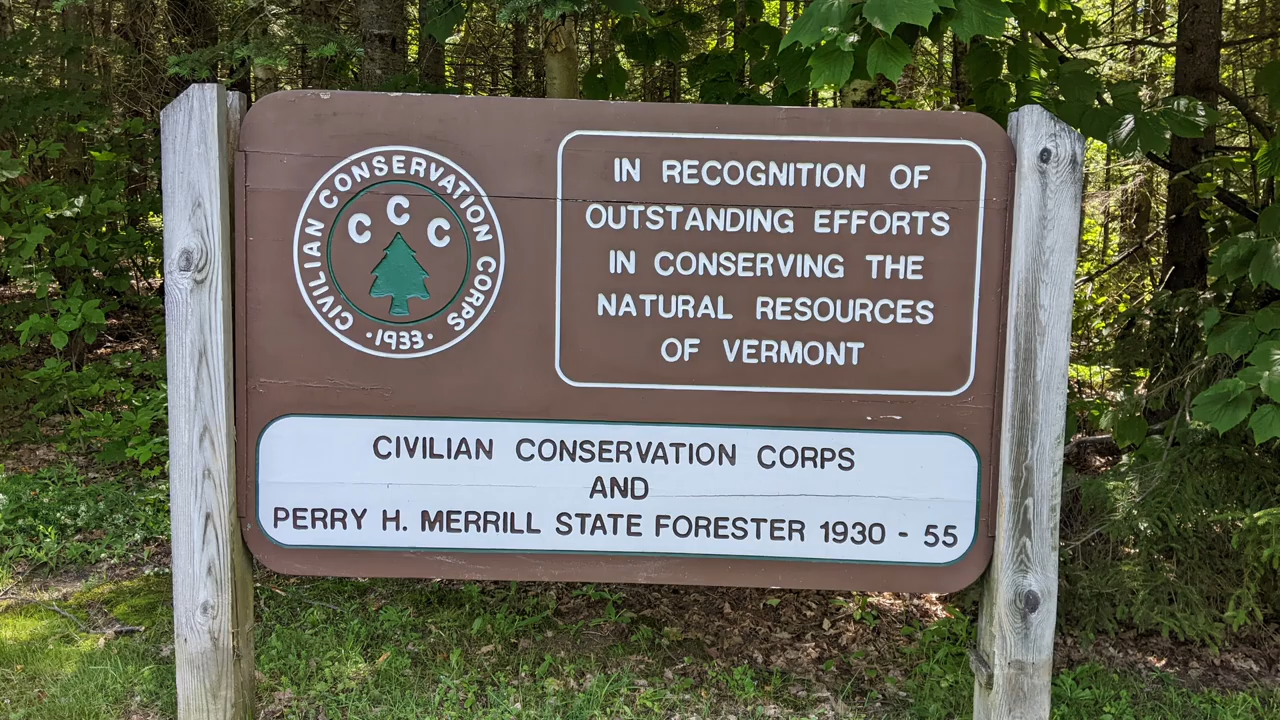 CIVILIAN CONSERVATION CORPS
C C C
· 1933 ·
IN RECOGNITION OF
OUTSTANDING EFFORTS
IN CONSERVING THE
NATURAL RESOURCES
OF VERMONT
CIVILIAN CONSERVATION CORPS
AND
PERRY H. MERRILL STATE FORESTER 1930 - 55